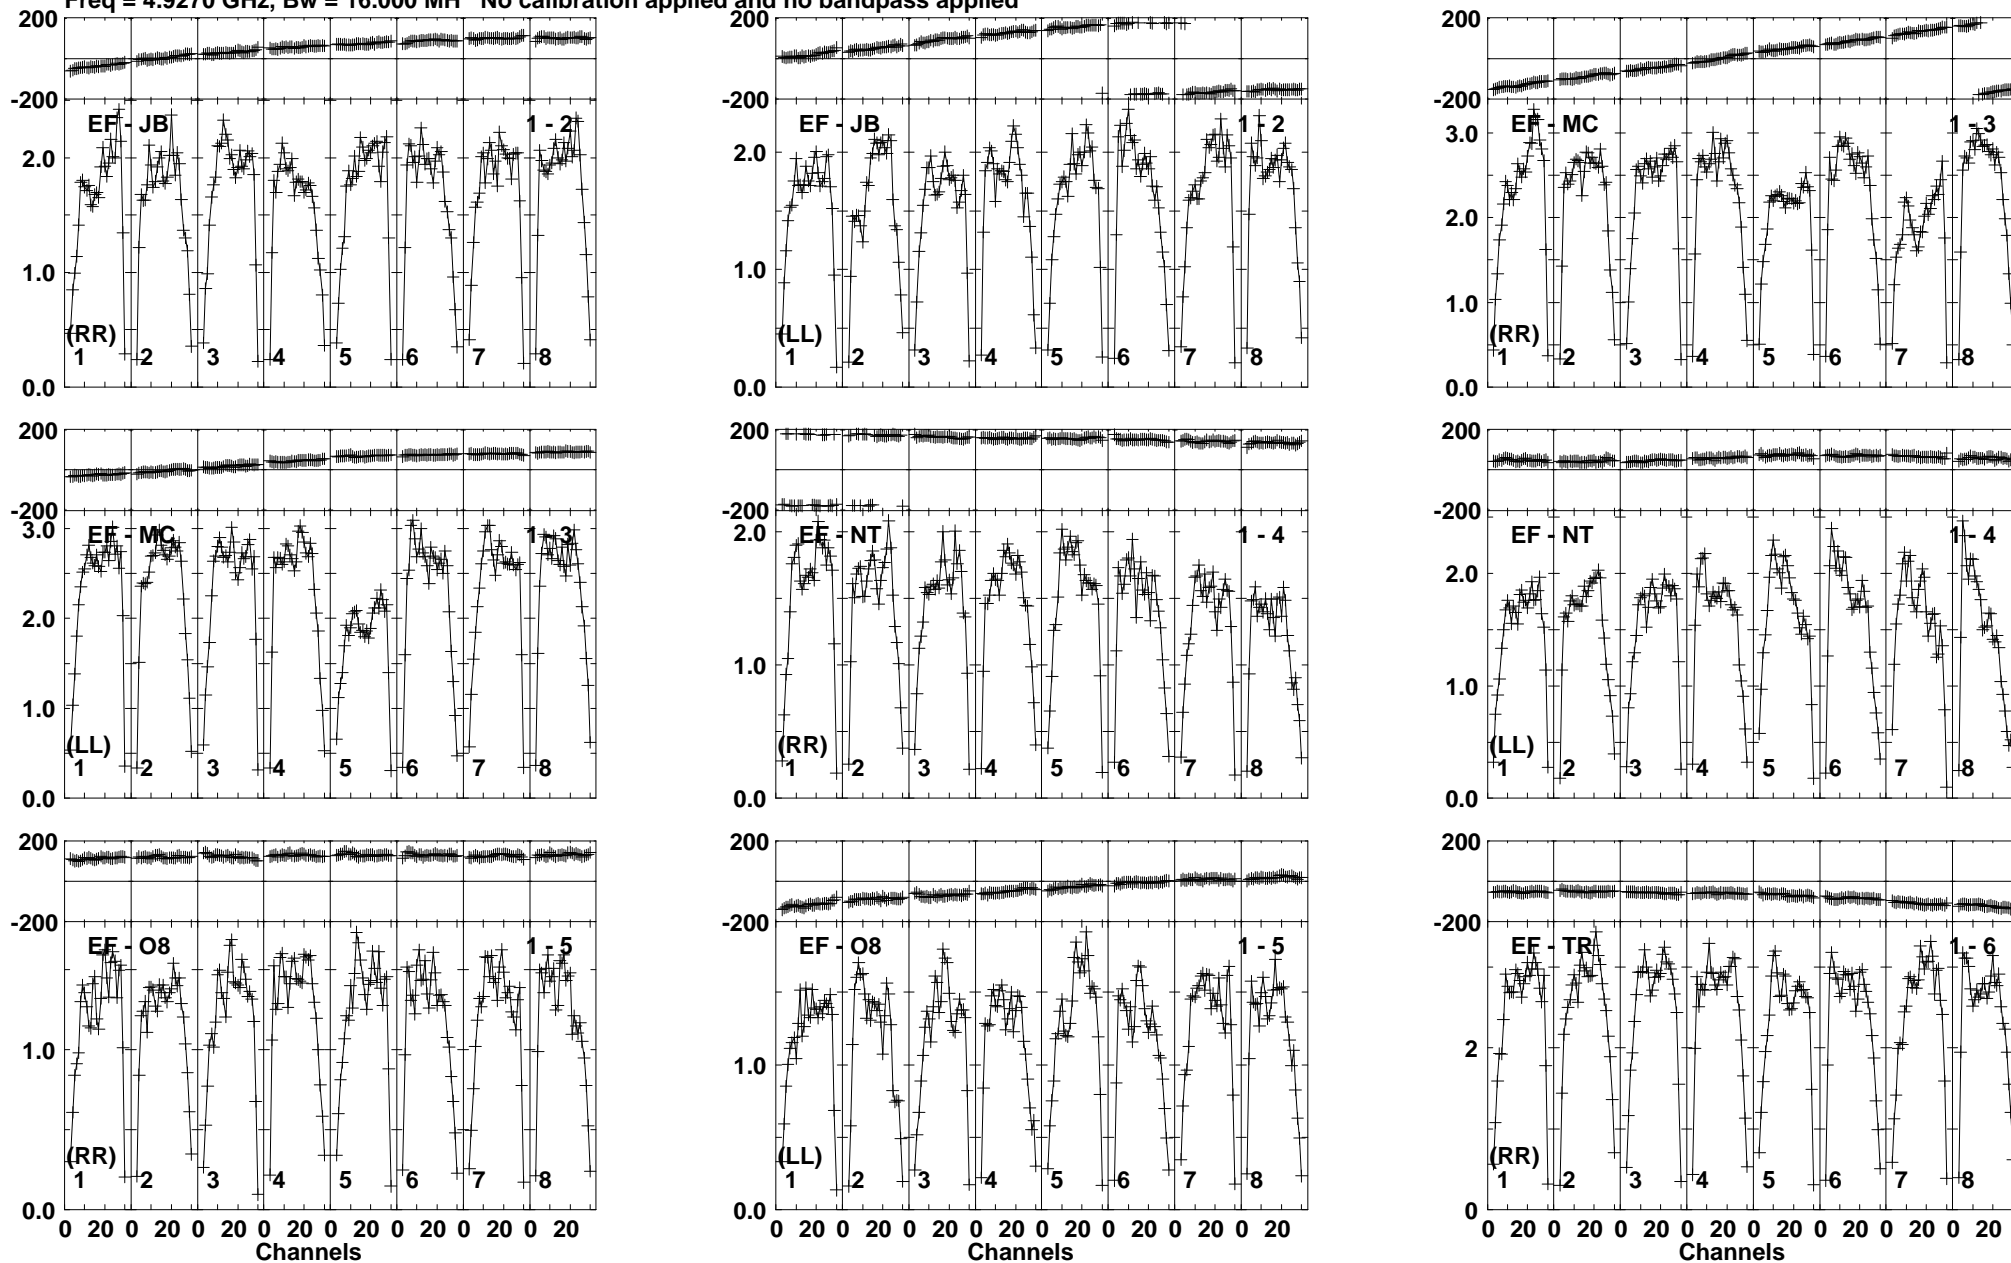 Freq = 4.9270 GHz, Bw = 16.000 MH No calibration applied and no bandpass applied
200 200 200
-200 -200 -200
EF - JB 1 - 2 EF - JB 1 - 2 EF - MC 1 - 3
3.0
2.0 2.0
2.0
1.0 1.0
1.0
(RR) (LL) (RR)
1 2 3 4 5 6 7 8 1 2 3 4 5 6 7 8 1 2 3 4 5 6 7 8
0.0 0.0 0.0
200 200 200
-200 -200 -200
3.0 2.0
EF - MC 1 - 3 EF - NT 1 - 4 EF - NT 1 - 4
2.0 2.0
1.0 1.0 1.0
(LL) (RR) (LL)
1 2 3 4 5 6 7 8 1 2 3 4 5 6 7 8 1 2 3 4 5 6 7 8
0.0 0.0 0.0
200 200 200
-200 -200 -200
EF - O8 1 - 5 EF - O8 1 - 5 EF - TR 1 - 6
1.0 1.0 2
(RR) (LL) (RR)
1 2 3 4 5 6 7 8 1 2 3 4 5 6 7 8 1 2 3 4 5 6 7 8
0.0 0.0 0
0 20 0 20 0 20 0 20 0 20 0 20 0 20 0 20 0 20 0 20 0 20 0 20 0 20 0 20 0 20 0 20 0 20 0 20 0 20 0 20 0 20 0 20 0 20 0 20
Channels Channels Channels